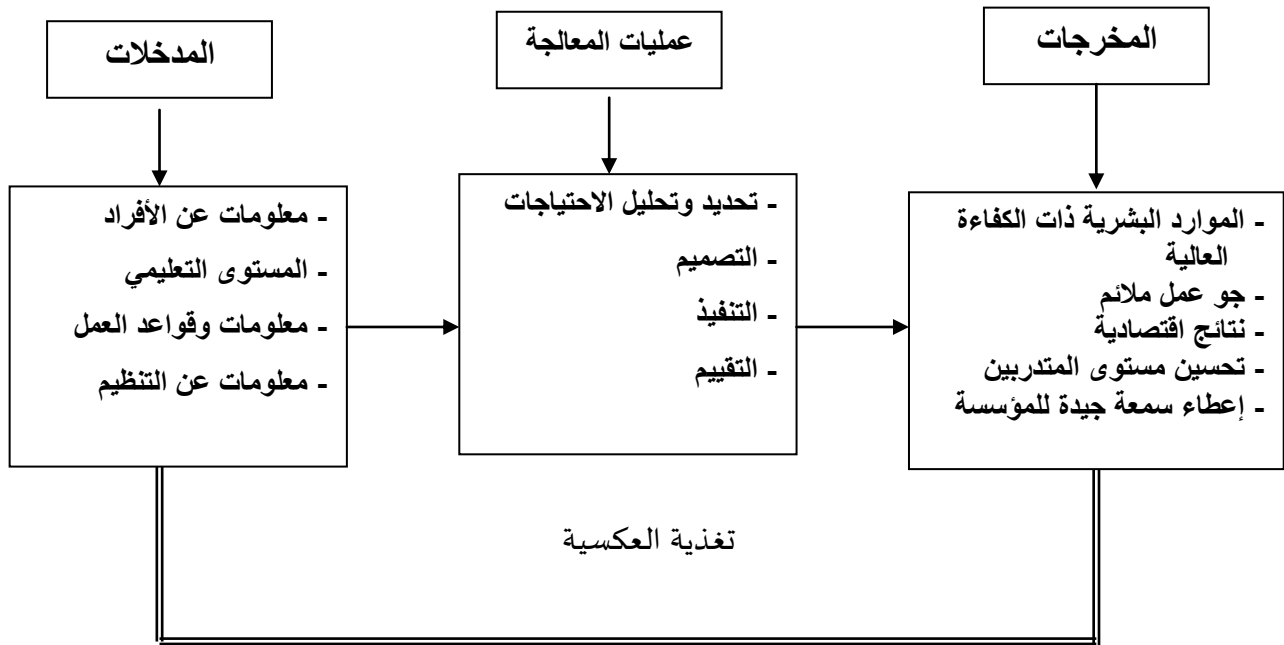 المدخلات
عمليات المعالجة
المخرجات
- معلومات عن الأفراد
- المستوى التعليمي
- معلومات وقواعد العمل
- معلومات عن التنظيم
- تحديد وتحليل الاحتياجات
- التصميم
- التنفيذ
- التقييم
- الموارد البشرية ذات الكفاءة
العالية
- جو عمل ملائم
- نتائج اقتصادية
- تحسين مستوى المتدربين
- إعطاء سمعة جيدة للمؤسسة
تغذية العكسية